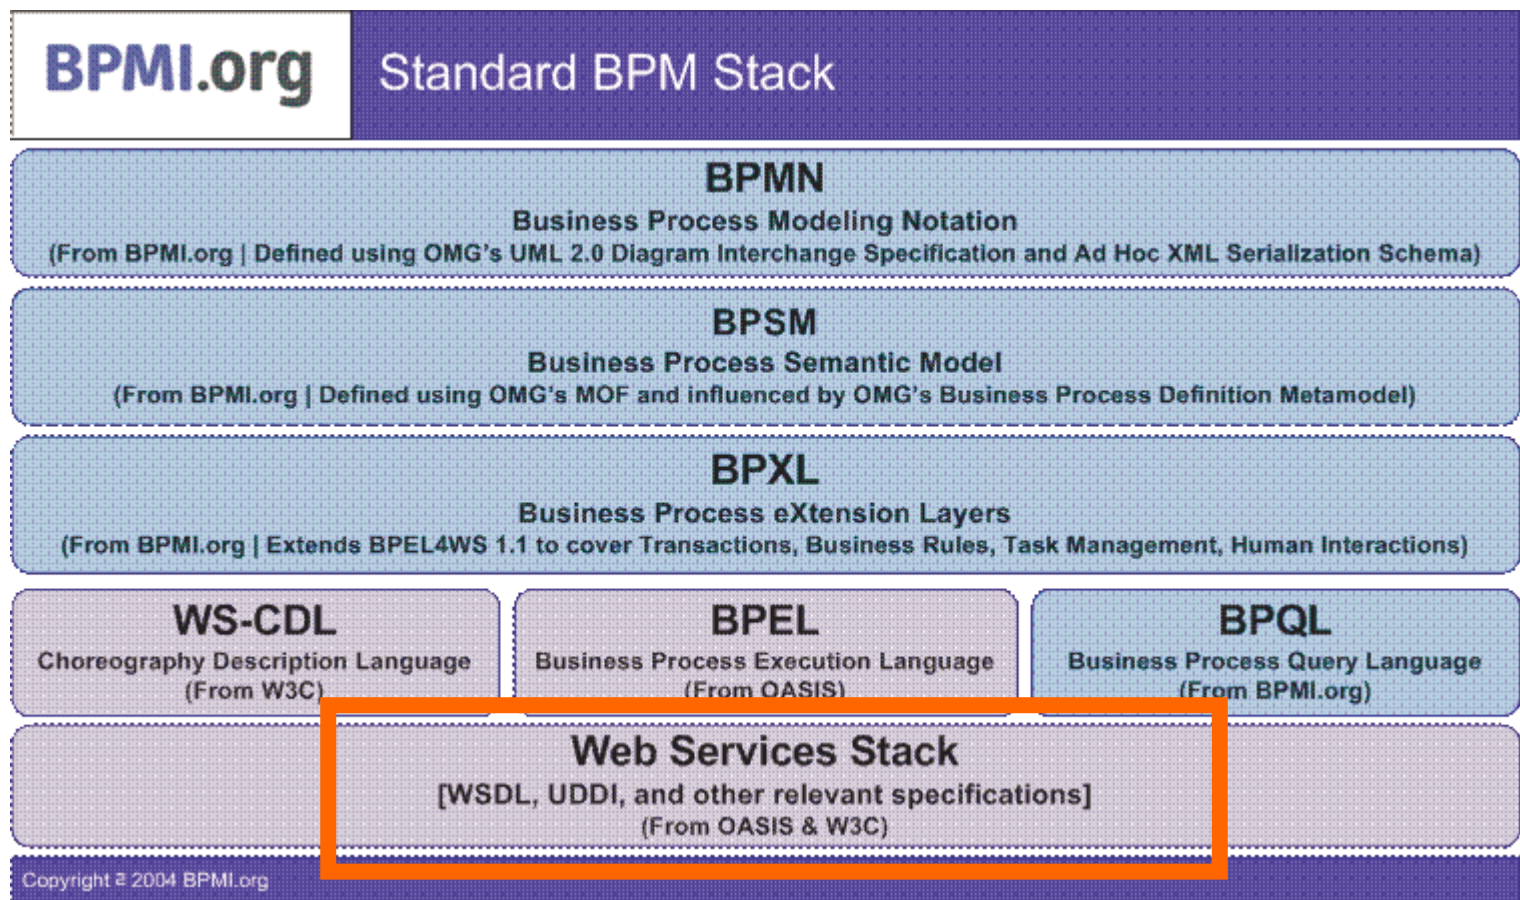 BPMI.org
Standard BPM Stack
BPMN
Business Process Modeling Notation
(From BPMI.org | Defined using OMG's UML 2.0 Diagram Interchange Specification and Ad Hoc XML Serialization Schema)
BPSM
Business Process Semantic Model
(From BPMI.org | Defined using OMG's MOF and influenced by OMG's Business Process Definition Metamodel)
BPXL
Business Process eXtension Layers
(From BPMI.org | Extends BPEL4WS 1.1 to cover Transactions, Business Rules, Task Management, Human Interactions)
WS-CDL
Choreography Description Language
(From W3C)
BPEL
Business Process Execution Language
(From OASIS)
BPQL
Business Process Query Language
(From BPMI.org)
Web Services Stack
[WSDL, UDDI, and other relevant specifications]
(From OASIS & W3C)
Copyright 2004 BPMI.org